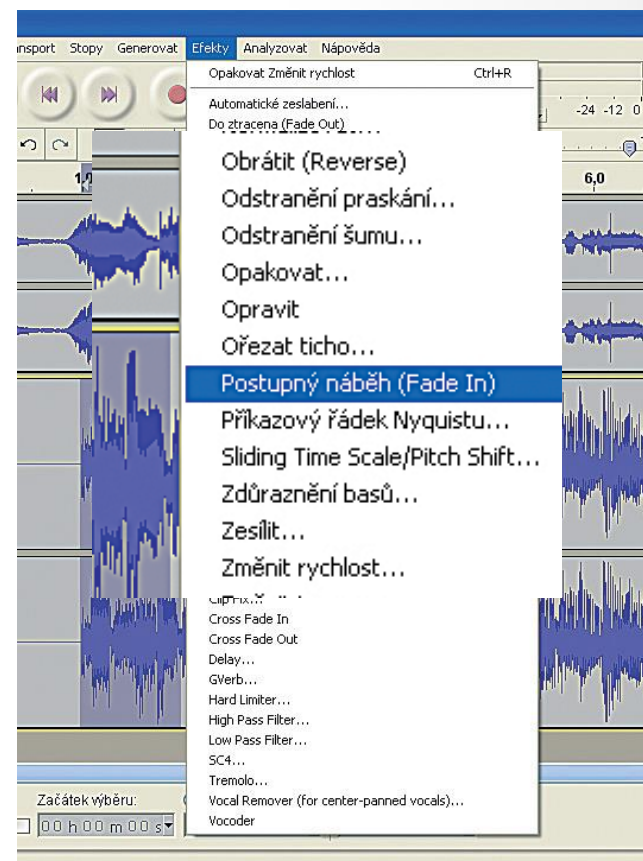 Stopy Generovat Efekty Analyzovat Nápověda
Opakovat Změnit rychlost Ctrl+R
Automatické zeslabení...
Do ztracena (Fade Out)
-24 -12 0
Obrátit (Reverse)
Odstranění praskání...
Odstranění šumu...
Opakovat...
Opravit
Ořezat ticho...
Postupný náběh (Fade In)
Příkazový řádek Nyquistu...
Sliding Time Scale/Pitch Shift...
Zdůraznění basů...
Zesílit...
Změnit rychlost...
6,0
Cross Fade In
Cross Fade Out
Delay...
GVerb...
Hard Limiter...
High Pass Filter...
Low Pass Filter...
SC4...
Tremolo...
Vocal Remover (for center-panned vocals)...
Vocoder
Začátek výběru:
00 h 00 m 00 s